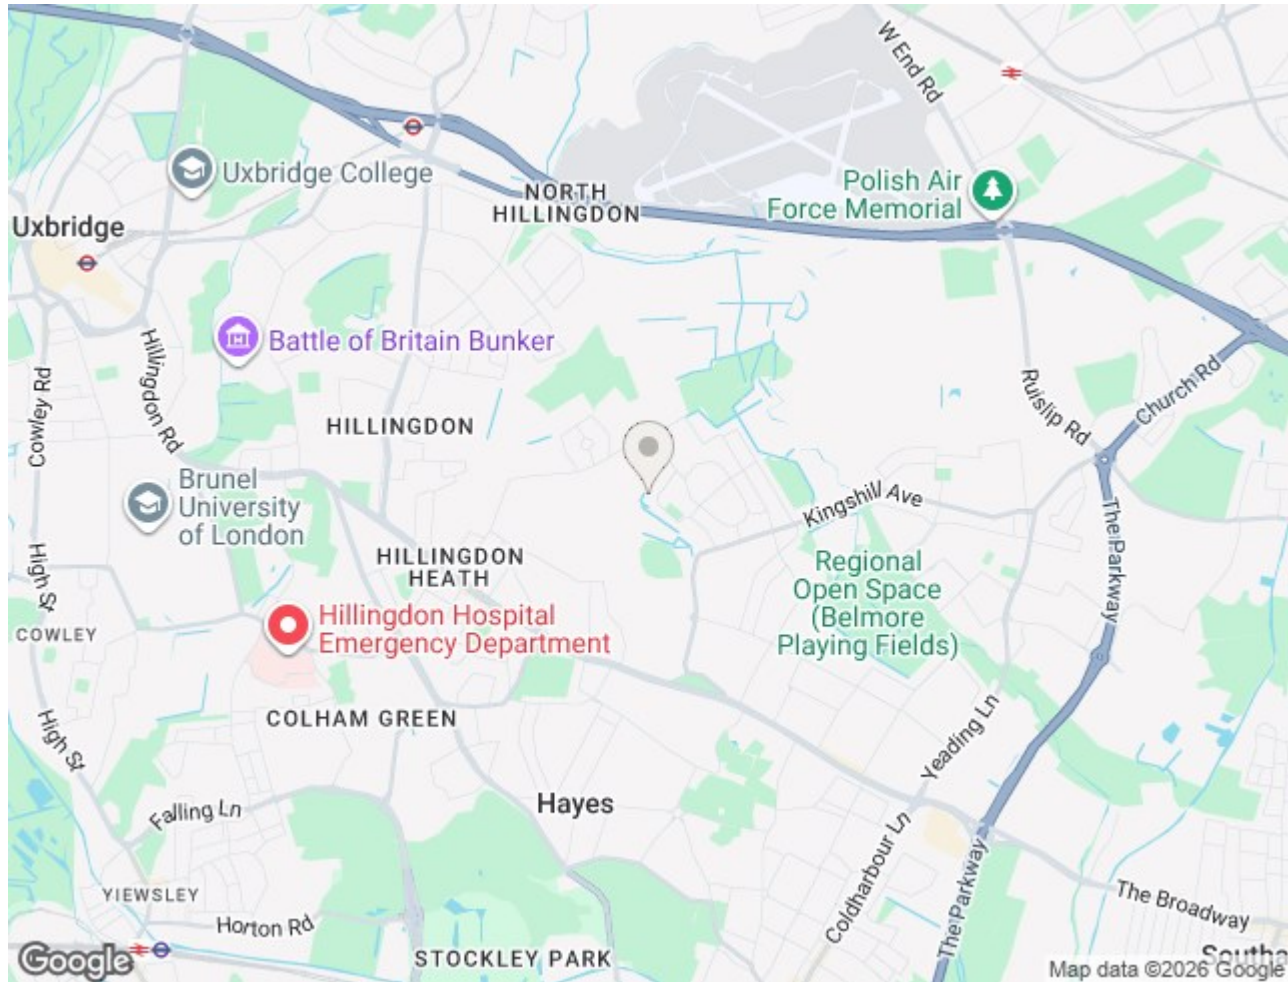 W End Rd
Uxbridge College
NORTH
HILLINGDON
Polish Air
Force Memorial
Uxbridge
Battle of Britain Bunker
Hillingdon Rd
Cowley Rd
Ruislip Rd
Church Rd
HILLINGDON
Brunel
University
of London
Kingshill Ave
The Parkway
High St
HILLINGDON
HEATH
Regional
Open Space
(Belmore
Playing Fields)
Hillingdon Hospital
Emergency Department
COWLEY
COLHAM GREEN
High St
Yeading Ln
Falling Ln
Hayes
Coldharbour Ln
The Parkway
The Broadway
YIEWSLEY
Horton Rd
STOCKLEY PARK
Southa
Google
Map data ©2026 Google